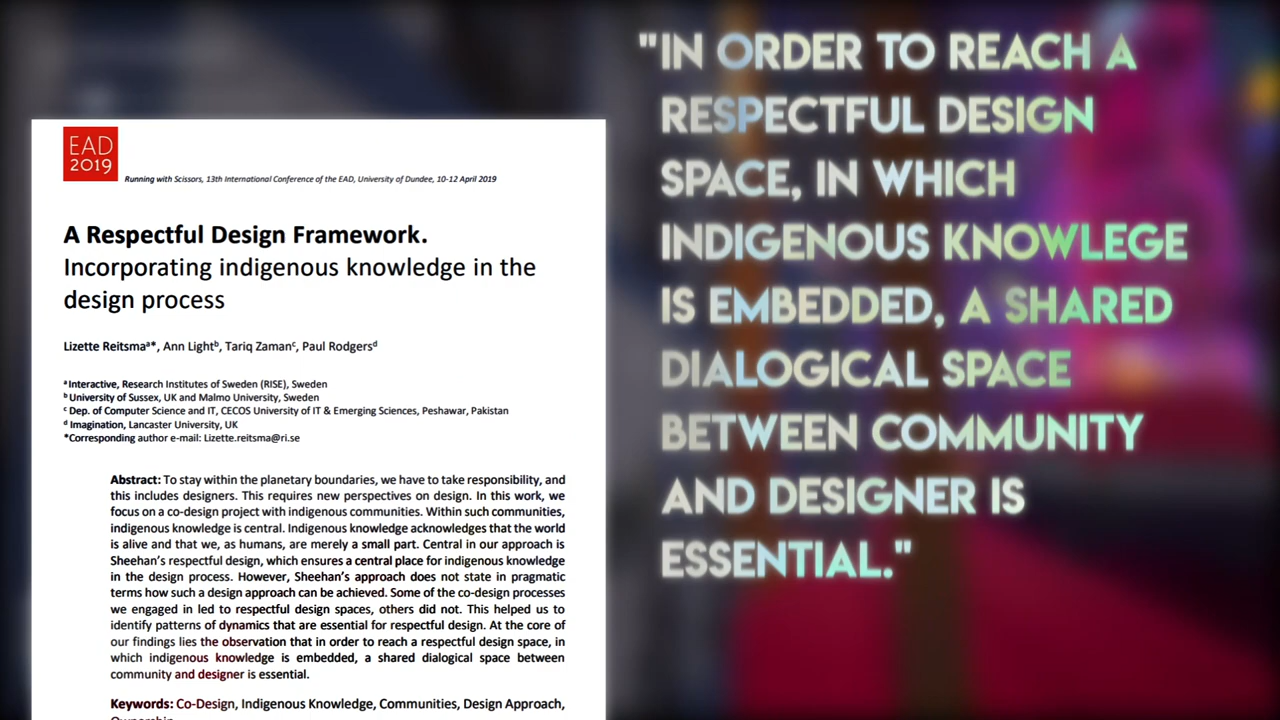 EAD
2019
Running with Scissors, 13th International Conference of the EAD, University of Dundee, 10-12 April 2019
A Respectful Design Framework.
Incorporating indigenous knowledge in the
design process
Lizette Reitsmaᵃ*, Ann Lightᵇ, Tariq Zamanᶜ, Paul Rodgersᵈ
ᵃ Interactive, Research Institutes of Sweden (RISE), Sweden
ᵇ University of Sussex, UK and Malmo University, Sweden
ᶜ Dep. of Computer Science and IT, CECOS University of IT & Emerging Sciences, Peshawar, Pakistan
ᵈ Imagination, Lancaster University, UK
*Corresponding author e-mail: Lizette.reitsma@ri.se
Abstract: To stay within the planetary boundaries, we have to take responsibility, and
this includes designers. This requires new perspectives on design. In this work, we
focus on a co-design project with indigenous communities. Within such communities,
indigenous knowledge is central. Indigenous knowledge acknowledges that the world
is alive and that we, as humans, are merely a small part. Central in our approach is
Sheehan's respectful design, which ensures a central place for indigenous knowledge
in the design process. However, Sheehan's approach does not state in pragmatic
terms how such a design approach can be achieved. Some of the co-design processes
we engaged in led to respectful design spaces, others did not. This helped us to
identify patterns of dynamics that are essential for respectful design. At the core of
our findings lies the observation that in order to reach a respectful design space, in
which indigenous knowledge is embedded, a shared dialogical space between
community and designer is essential.
Keywords: Co-Design, Indigenous Knowledge, Communities, Design Approach,
"IN ORDER TO REACH A
RESPECTFUL DESIGN
SPACE, IN WHICH
INDIGENOUS KNOWLEGE
IS EMBEDDED, A SHARED
DIALOGICAL SPACE
BETWEEN COMMUNITY
AND DESIGNER IS
ESSENTIAL."